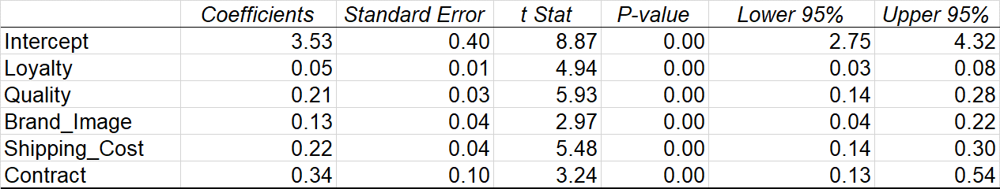 Coefficients Standard Error t Stat P-value Lower 95% Upper 95%
Intercept 3.53 0.40 8.87 0.00 2.75 4.32
Loyalty 0.05 0.01 4.94 0.00 0.03 0.08
Quality 0.21 0.03 5.93 0.00 0.14 0.28
Brand_Image 0.13 0.04 2.97 0.00 0.04 0.22
Shipping_Cost 0.22 0.04 5.48 0.00 0.14 0.30
Contract 0.34 0.10 3.24 0.00 0.13 0.54